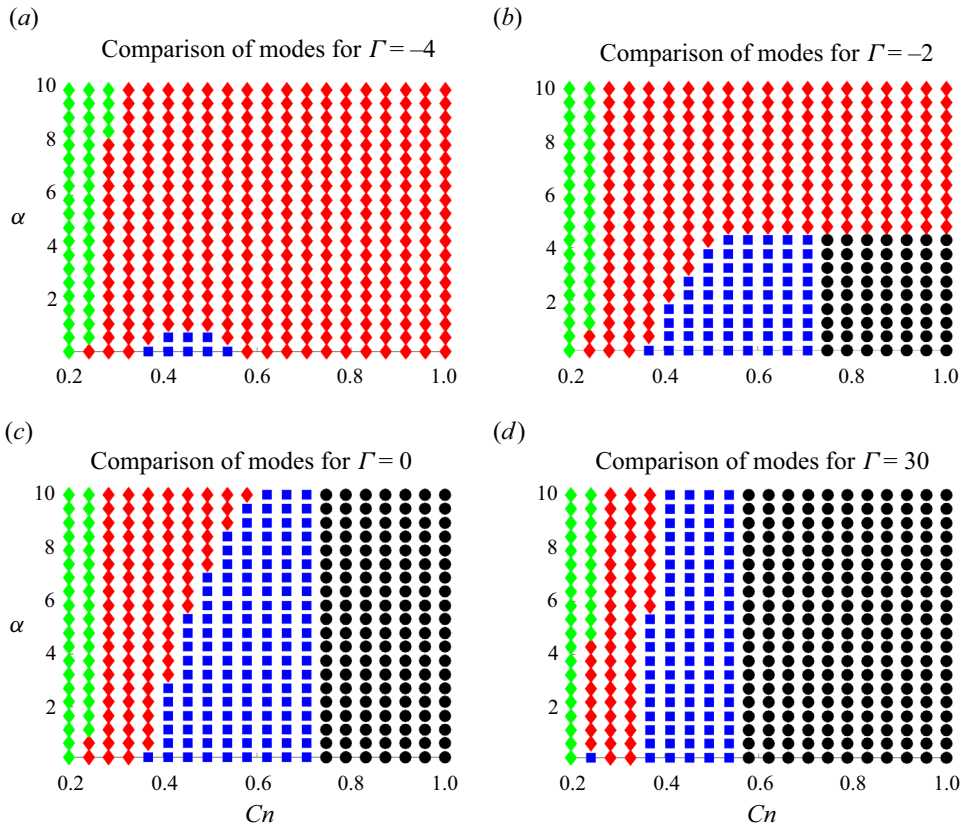 (a)
Comparison of modes for Γ = –4
10
8
6
α
4
2
0.2 0.4 0.6 0.8 1.0
Cn
(b)
Comparison of modes for Γ = –2
10
8
6
4
2
0.2 0.4 0.6 0.8 1.0
Cn
(c)
Comparison of modes for Γ = 0
10
8
6
α
4
2
0.2 0.4 0.6 0.8 1.0
Cn
(d)
Comparison of modes for Γ = 30
10
8
6
4
2
0.2 0.4 0.6 0.8 1.0
Cn